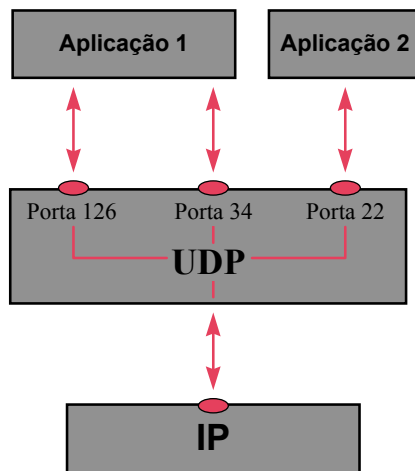 Aplicação 1 Aplicação 2
Porta 126 Porta 34 Porta 22
UDP
IP